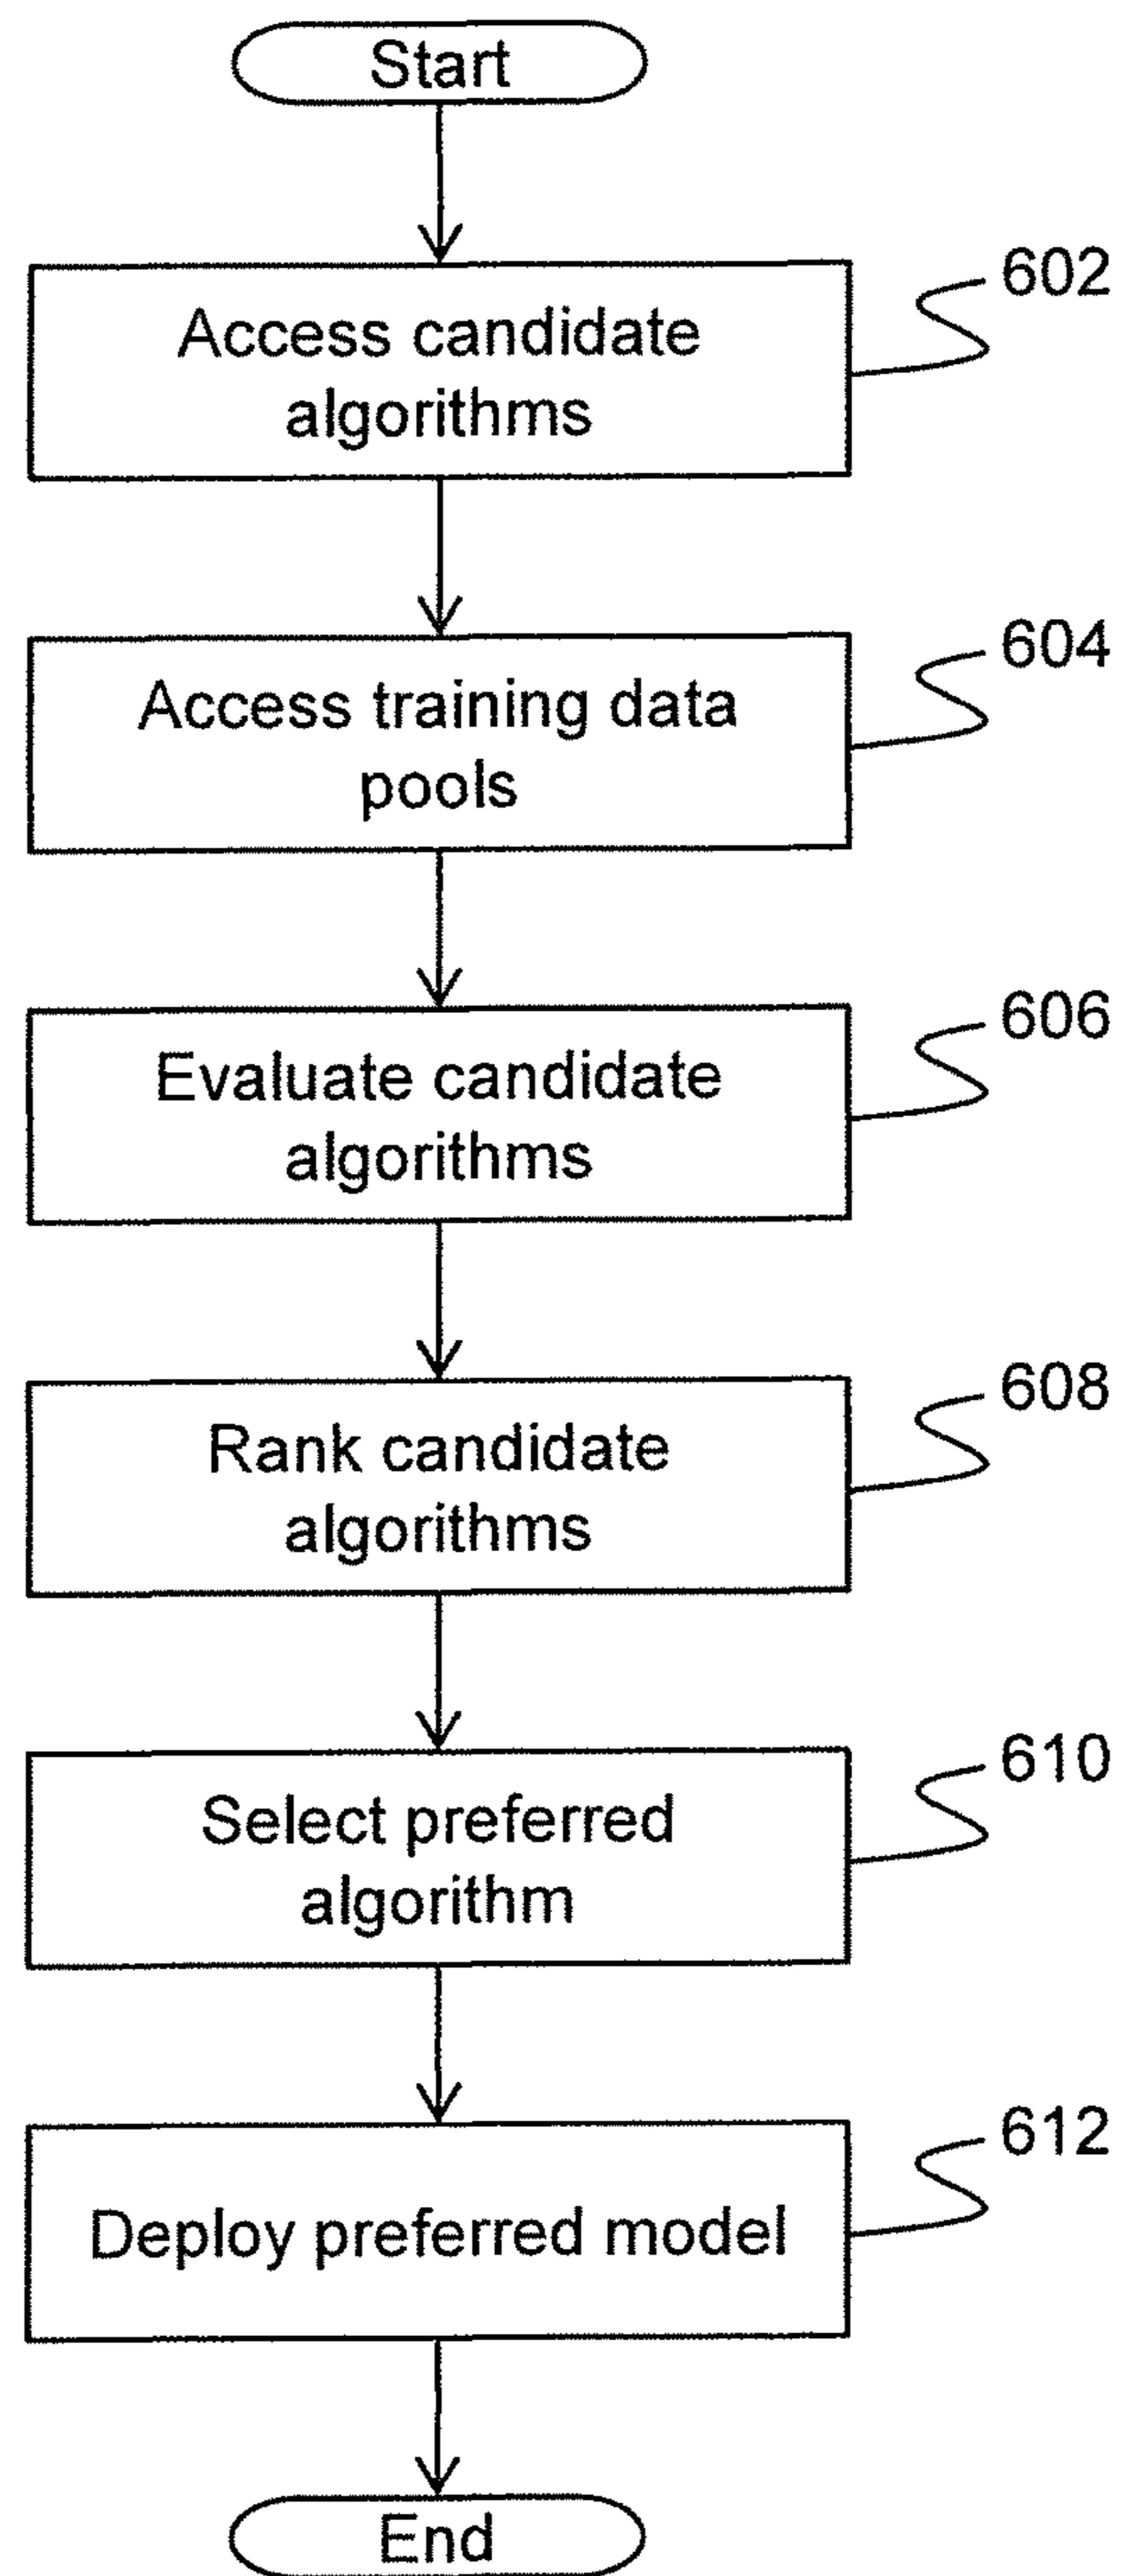 Start
Access candidate
algorithms
602
Access training data
pools
604
Evaluate candidate
algorithms
606
Rank candidate
algorithms
608
Select preferred
algorithm
610
Deploy preferred model
612
End